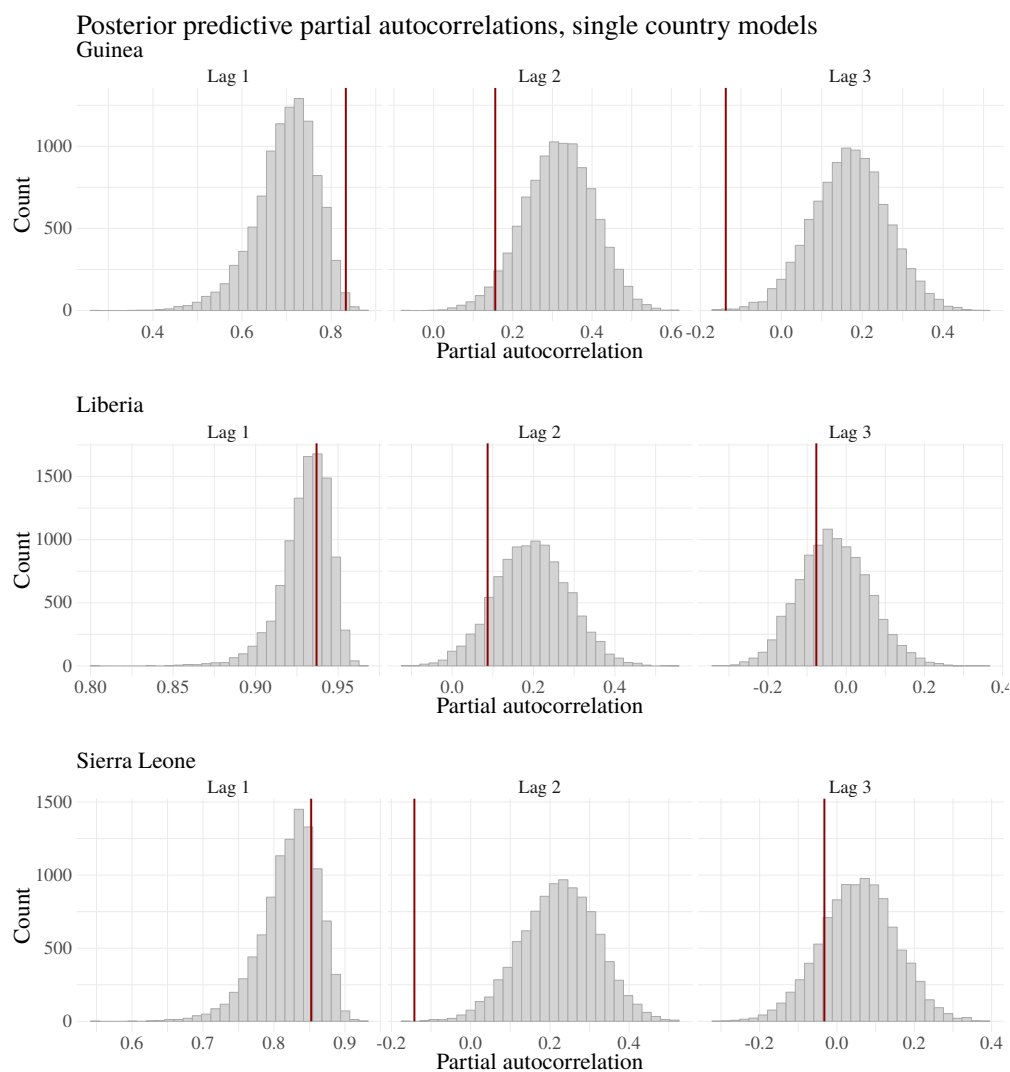 Posterior predictive partial autocorrelations, single country models
Guinea
Lag 1 Lag 2 Lag 3
Count
1000
500
0
0.4 0.6 0.8 0.0 0.2 0.4 0.6 -0.2 0.0 0.2 0.4
Partial autocorrelation
Liberia
Lag 1 Lag 2 Lag 3
Count
1500
1000
500
0
0.80 0.85 0.90 0.95 0.0 0.2 0.4 -0.2 0.0 0.2 0.4
Partial autocorrelation
Sierra Leone
Lag 1 Lag 2 Lag 3
Count
1500
1000
500
0
0.6 0.7 0.8 0.9 -0.2 0.0 0.2 0.4 -0.2 0.0 0.2 0.4
Partial autocorrelation